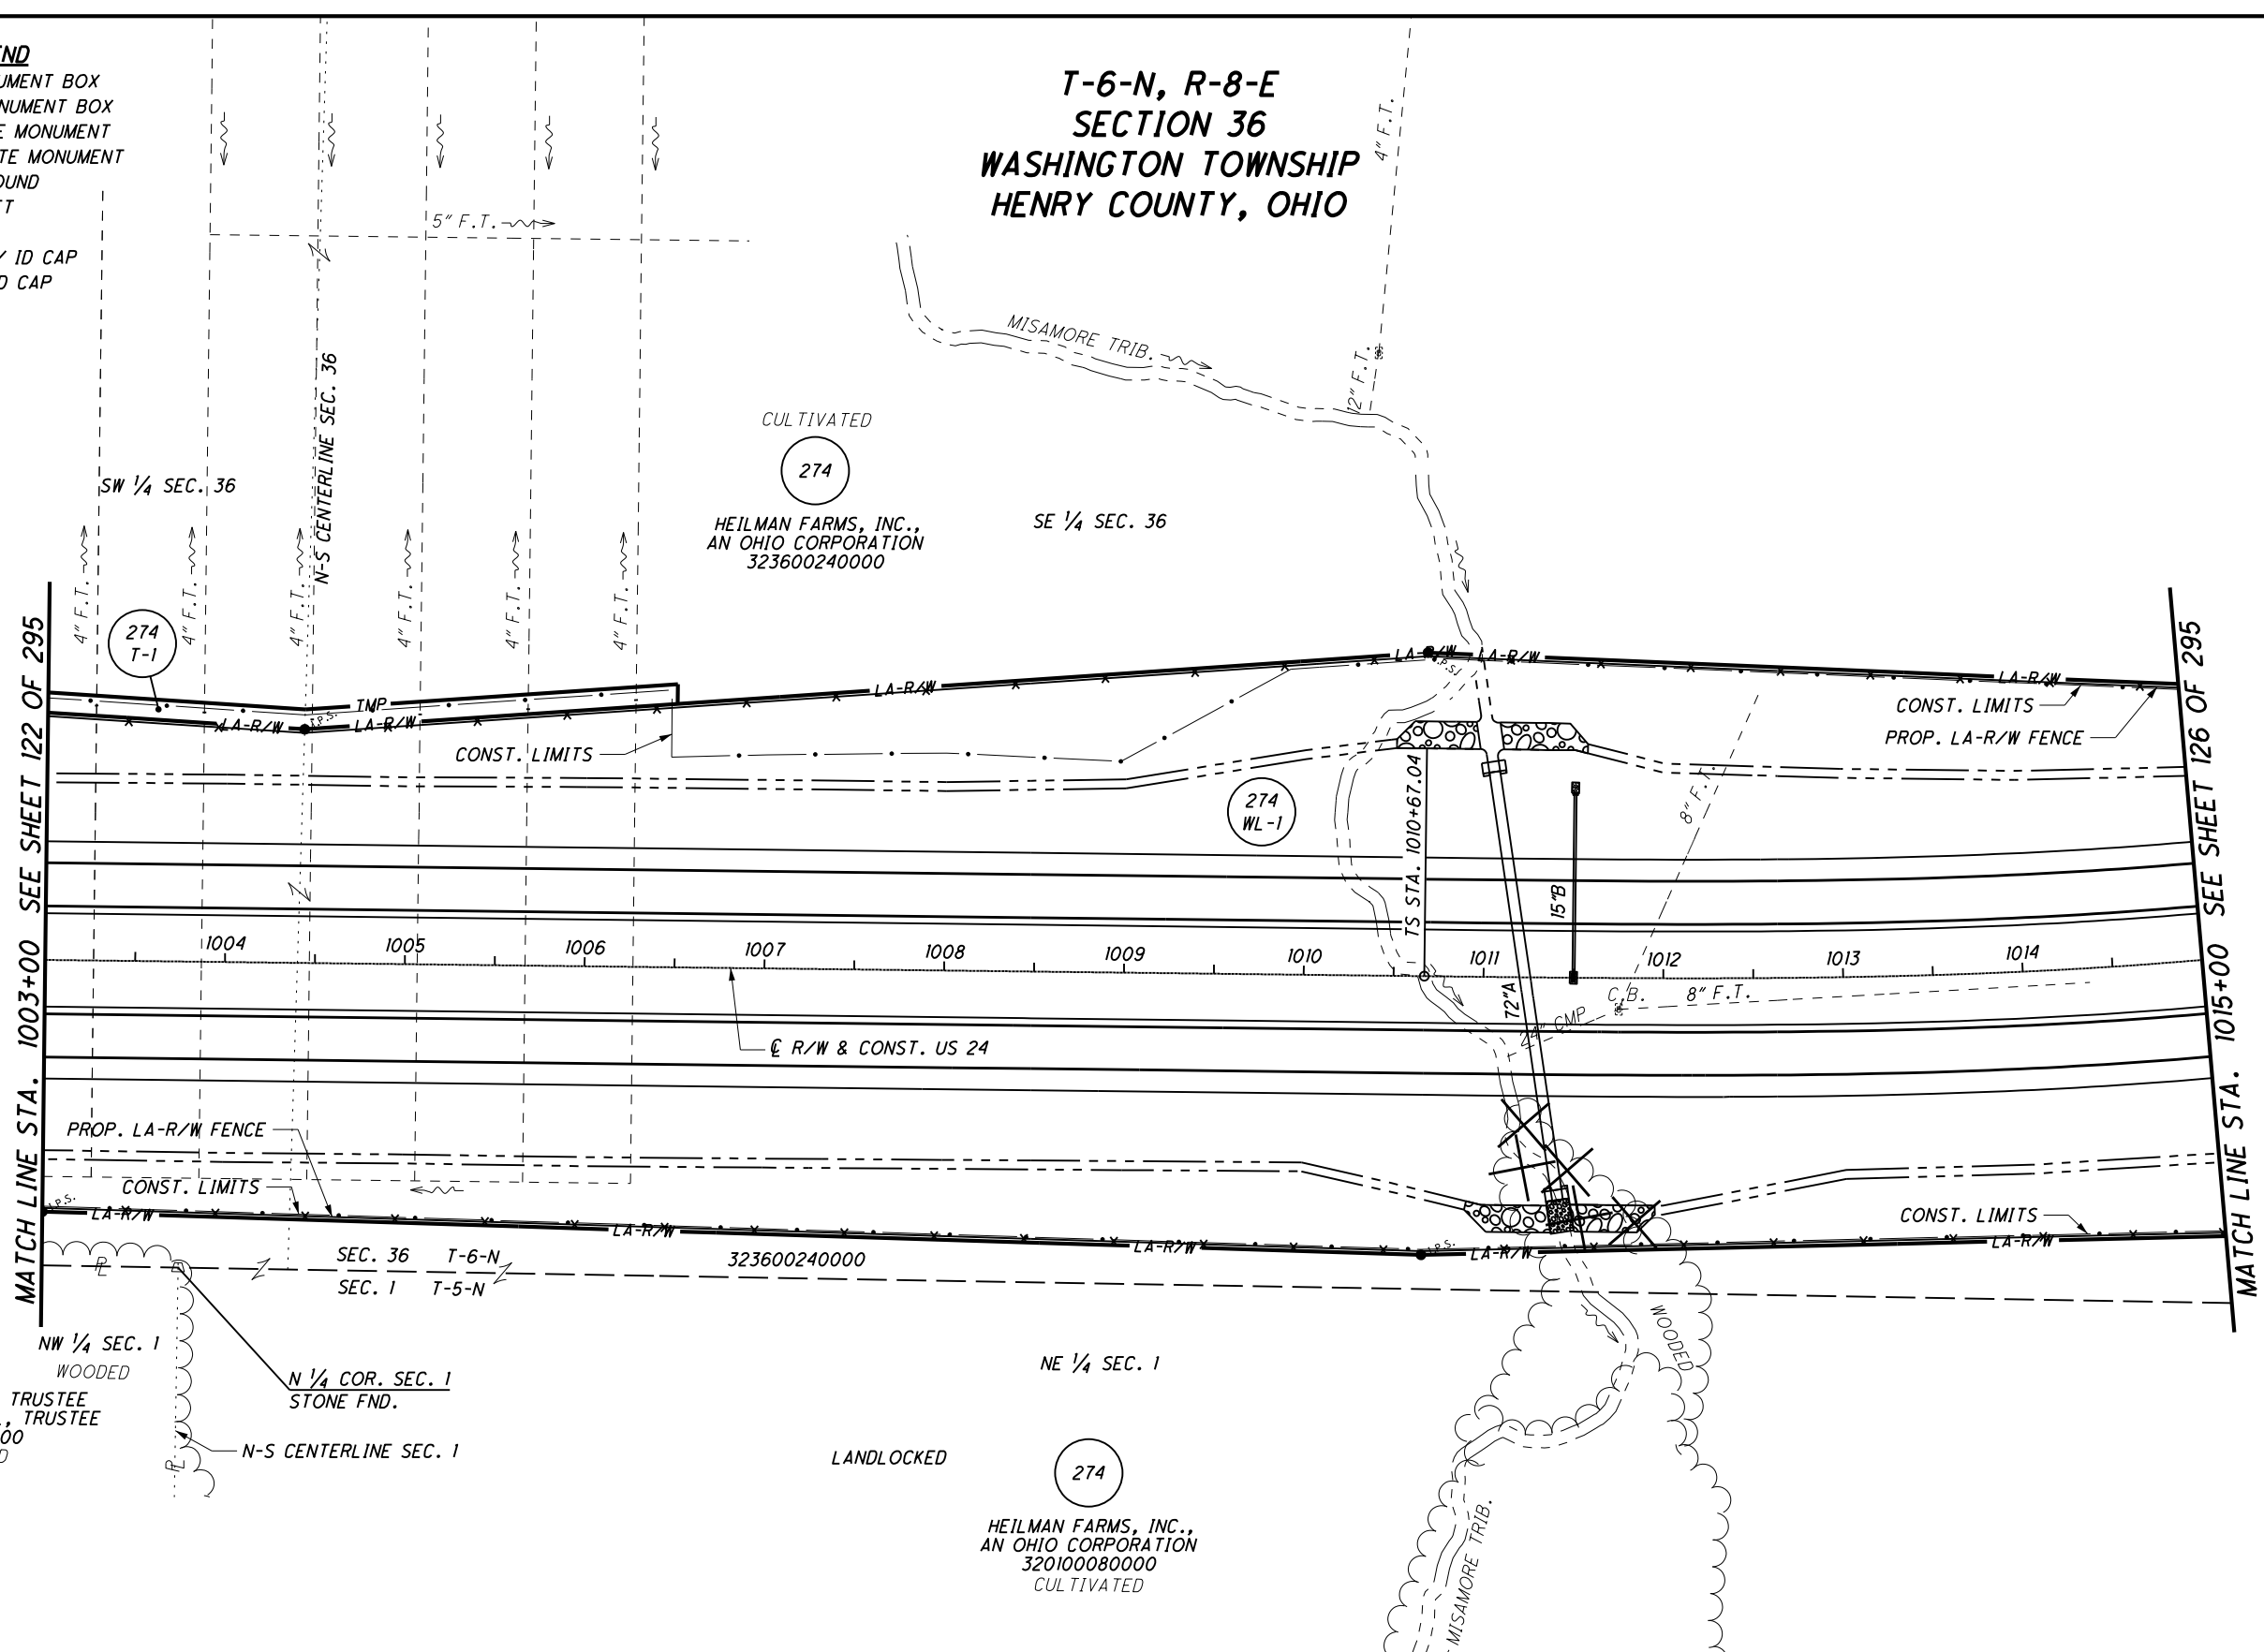 T-6-N, R-8-E
SECTION 36
WASHINGTON TOWNSHIP
HENRY COUNTY, OHIO
MONUMENT
ID CAP
CAP
5" F.T.
4" F.T.
12" F.T.
MISAMORE TRIB.
N-S CENTERLINE SEC. 36
SW 1/4 SEC. 36
CULTIVATED
274
HEILMAN FARMS, INC.,
AN OHIO CORPORATION
323600240000
SE 1/4 SEC. 36
4" F.T.
4" F.T.
4" F.T.
4" F.T.
4" F.T.
4" F.T.
274
T-1
MATCH LINE STA. 1003+00 SEE SHEET 122 OF 295
TMP
LA-R/W
I.P.S.
LA-R/W
LA-R/W
LA-R/W
I.P.S.
LA-R/W
LA-R/W
CONST. LIMITS
CONST. LIMITS
PROP. LA-R/W FENCE
274
WL-1
TS STA. 1010+67.04
8" F.T.
15"B
1004
1005
1006
1007
1008
1009
1010
1011
1012
1013
1014
72"A
C.B.
8" F.T.
24" CMP
℄ R/W & CONST. US 24
MATCH LINE STA. 1015+00 SEE SHEET 126 OF 295
PROP. LA-R/W FENCE
CONST. LIMITS
I.P.S.
LA-R/W
LA-R/W
LA-R/W
I.P.S.
LA-R/W
LA-R/W
CONST. LIMITS
PL
SEC. 36 T-6-N
SEC. 1 T-5-N
323600240000
NW 1/4 SEC. 1
WOODED
TRUSTEE
TRUSTEE
N 1/4 COR. SEC. 1
STONE FND.
N-S CENTERLINE SEC. 1
PL
NE 1/4 SEC. 1
WOODED
LANDLOCKED
274
HEILMAN FARMS, INC.,
AN OHIO CORPORATION
320100080000
CULTIVATED
MISAMORE TRIB.